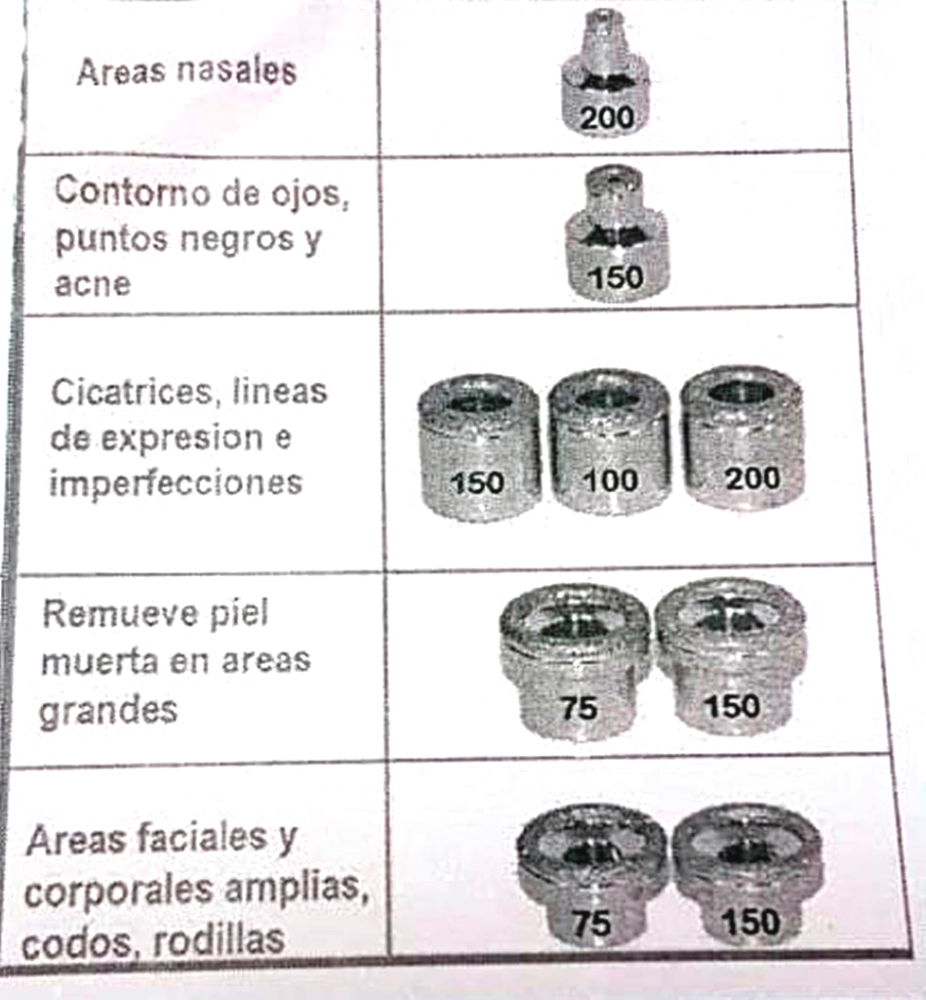 Areas nasales
200
Contorno de ojos,
puntos negros y
acne
150
Cicatrices, lineas
de expresion e
imperfecciones
150 100 200
Remueve piel
muerta en areas
grandes
75 150
Areas faciales y
corporales amplias,
codos, rodillas
75 150